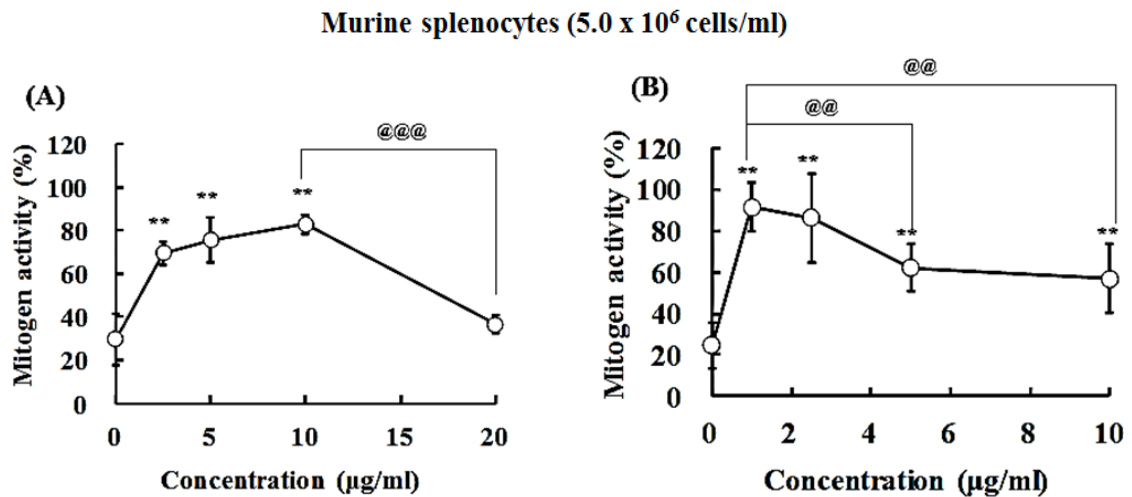 Murine splenocytes (5.0 x 10⁶ cells/ml)
(A)
@@@
120
100
80
60
40
20
0
** ** **
0 5 10 15 20
Mitogen activity (%)
Concentration (µg/ml)
(B)
@@
@@
120
100
80
60
40
20
0
** ** ** **
0 2 4 6 8 10
Mitogen activity (%)
Concentration (µg/ml)